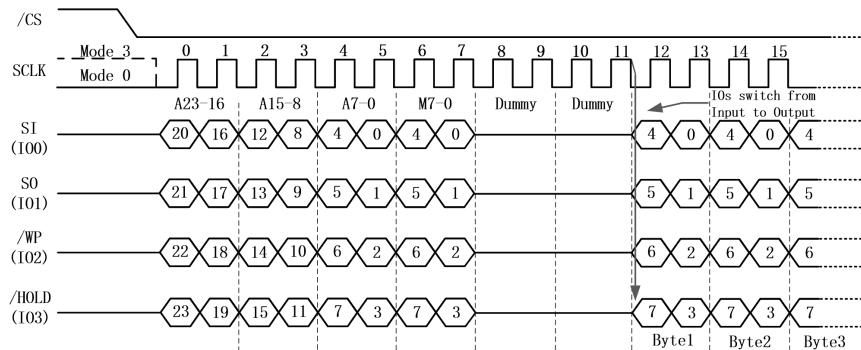 /CS
Mode 3 0 1 2 3 4 5 6 7 8 9 10 11 12 13 14 15
SCLK
Mode 0
A23-16 A15-8 A7-0 M7-0 Dummy Dummy
IOs switch from
Input to Output
SI
(IO0)
20 16 12 8 4 0 4 0 4 0 4 0 4
SO
(IO1)
21 17 13 9 5 1 5 1 5 1 5 1 5
/WP
(IO2)
22 18 14 10 6 2 6 2 6 2 6 2 6
/HOLD
(IO3)
23 19 15 11 7 3 7 3 7 3 7 3 7
Byte1 Byte2 Byte3